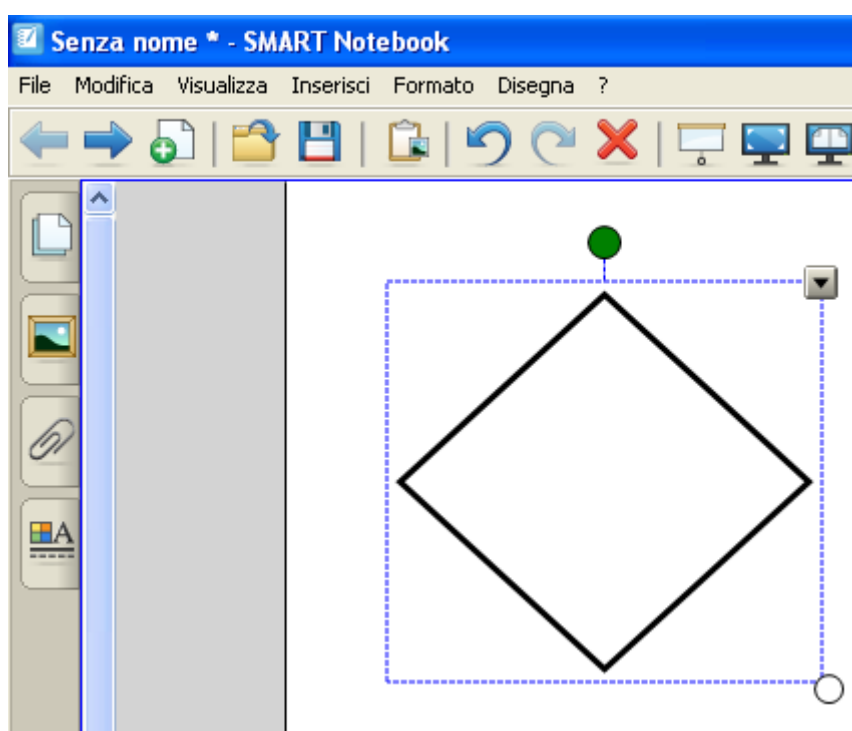 Senza nome * - SMART Notebook
File Modifica Visualizza Inserisci Formato Disegna ?
A